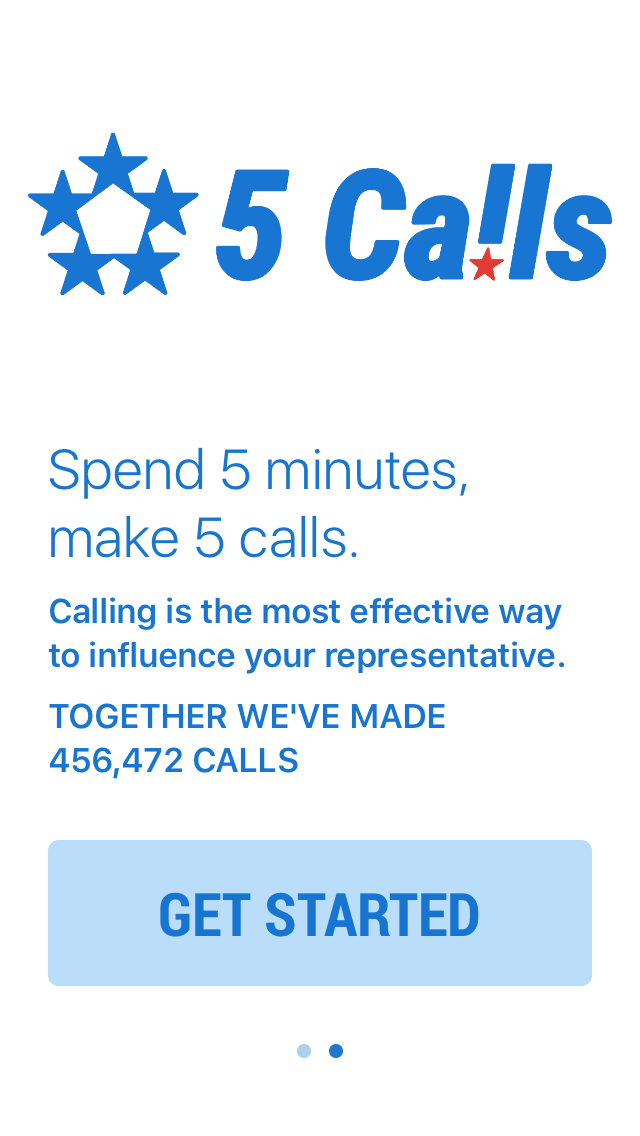 5 Calls
Spend 5 minutes,
make 5 calls.
Calling is the most effective way
to influence your representative.
TOGETHER WE'VE MADE
456,472 CALLS
GET STARTED